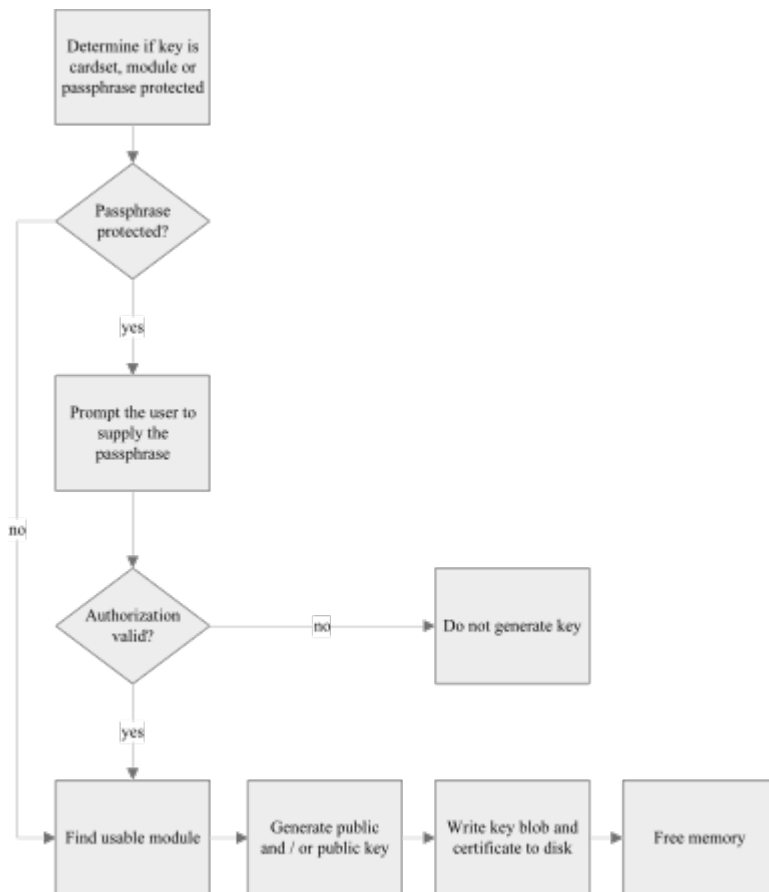 Determine if key is
cardset, module or
passphrase protected
Passphrase
protected?
yes
Prompt the user to
supply the
passphrase
no
Authorization
valid?
no
Do not generate key
yes
Find usable module
Generate public
and / or public key
Write key blob and
certificate to disk
Free memory